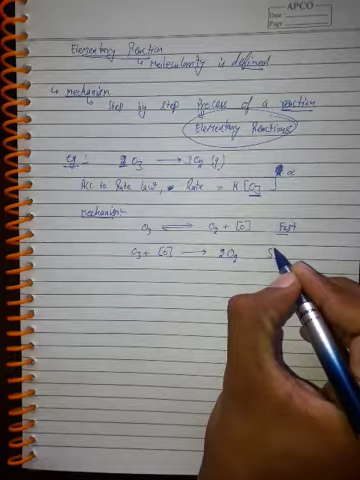 APCO
Date
Page
Elementary Reaction
↳ Molecularity is defined
↳ mechanism
↳ Step by step process of a reaction
Elementary Reactions
eg : 2O₃ ⟶ 3O₂ (g)
Acc to Rate law, Rate = K [O₃]^α
mechanism
O₃ ⇌ O₂ + [O] Fast
O₃ + [O] ⟶ 2O₂ S